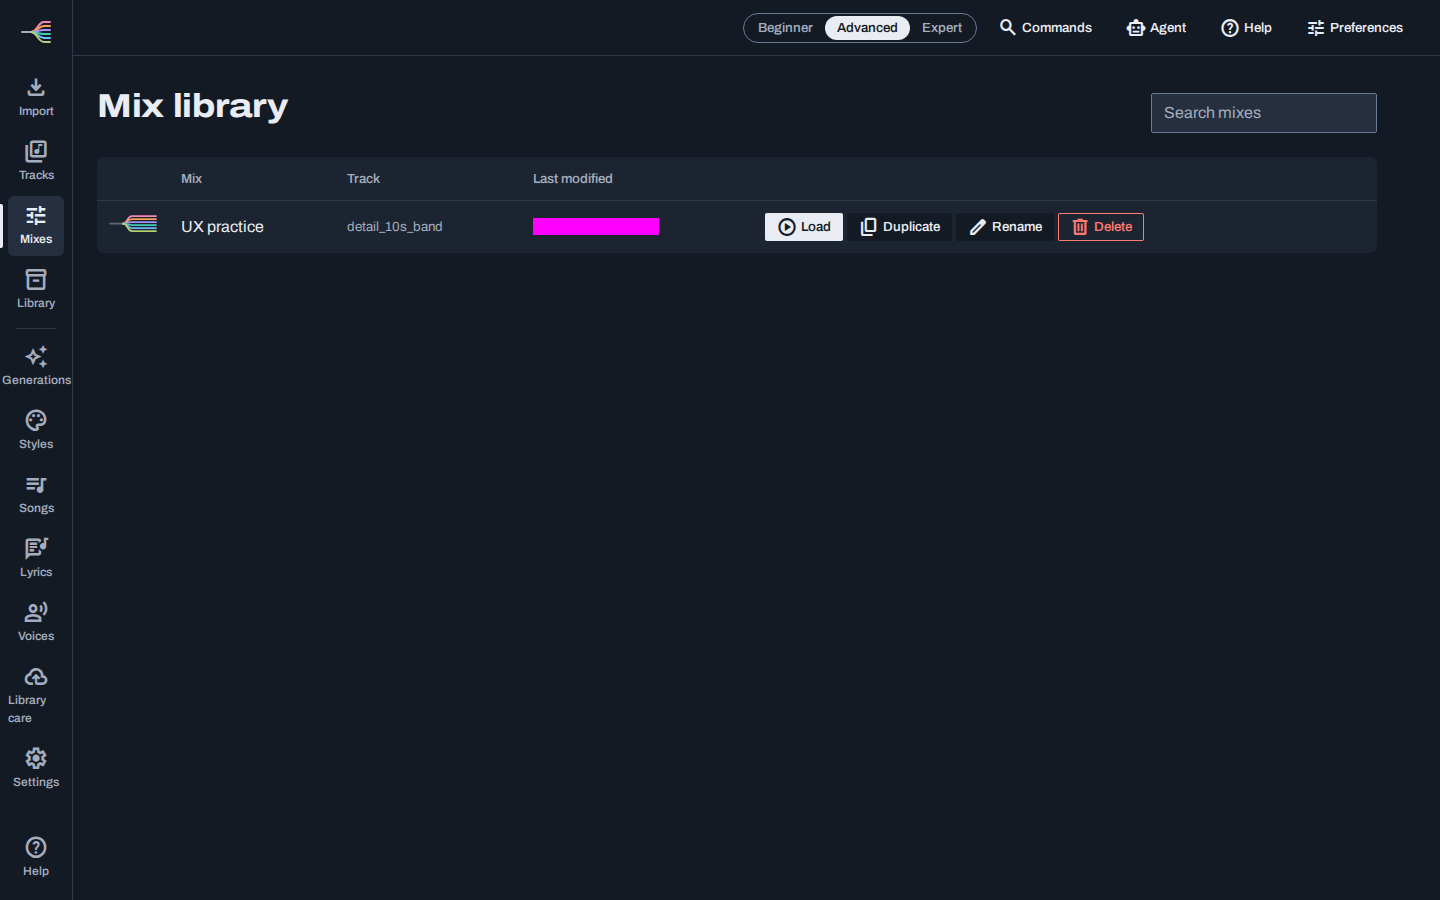 Beginner Advanced Expert Commands Agent Help Preferences
Import
Tracks
Mixes
Library
Generations
Styles
Songs
Lyrics
Voices
Library
care
Settings
Help
Mix library
Search mixes
Mix Track Last modified
UX practice detail_10s_band Load Duplicate Rename Delete